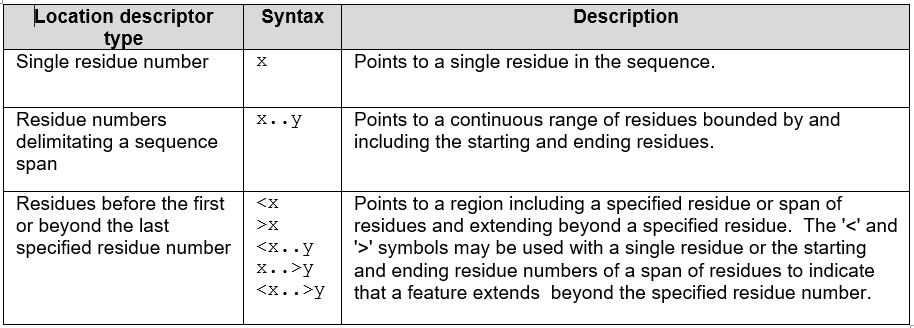 Location descriptor type
Syntax
Description
Single residue number
x
Points to a single residue in the sequence.
Residue numbers
delimitating a sequence
span
x..y
Points to a continuous range of residues bounded by and
including the starting and ending residues.
Residues before the first
or beyond the last
specified residue number
<x
>x
<x..y
x..>y
<x..>y
Points to a region including a specified residue or span of
residues and extending beyond a specified residue.  The '<' and
'>' symbols may be used with a single residue or the starting
and ending residue numbers of a span of residues to indicate
that a feature extends  beyond the specified residue number.